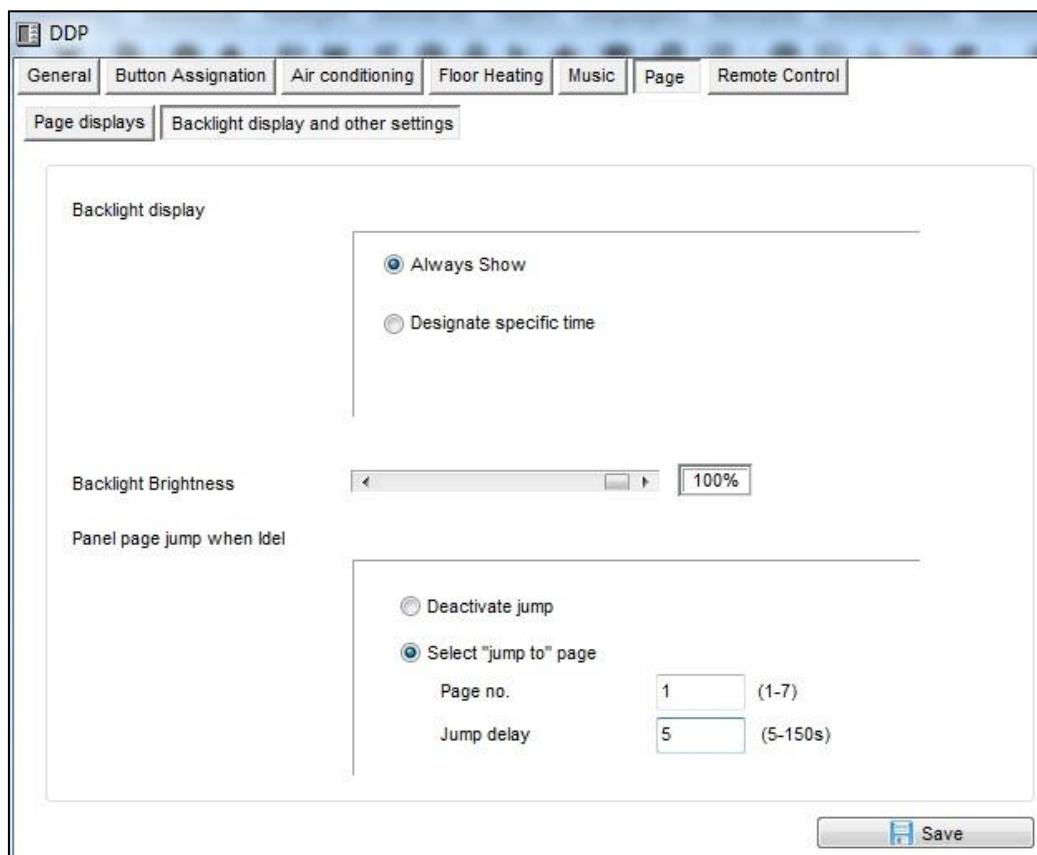 DDP
General Button Assignation Air conditioning Floor Heating Music Page Remote Control
Page displays Backlight display and other settings
Backlight display
Always Show
Designate specific time
Backlight Brightness 100%
Panel page jump when Idel
Deactivate jump
Select "jump to" page
Page no. 1 (1-7)
Jump delay 5 (5-150s)
Save